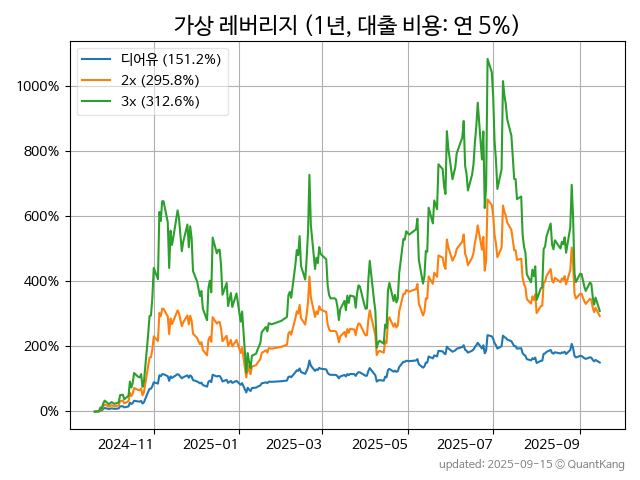 가상 레버리지 (1년, 대출 비용: 연 5%)
디어유 (151.2%)
2x (295.8%)
3x (312.6%)
1000%
800%
600%
400%
200%
0%
2024-11 2025-01 2025-03 2025-05 2025-07 2025-09
updated: 2025-09-15 © QuantKang